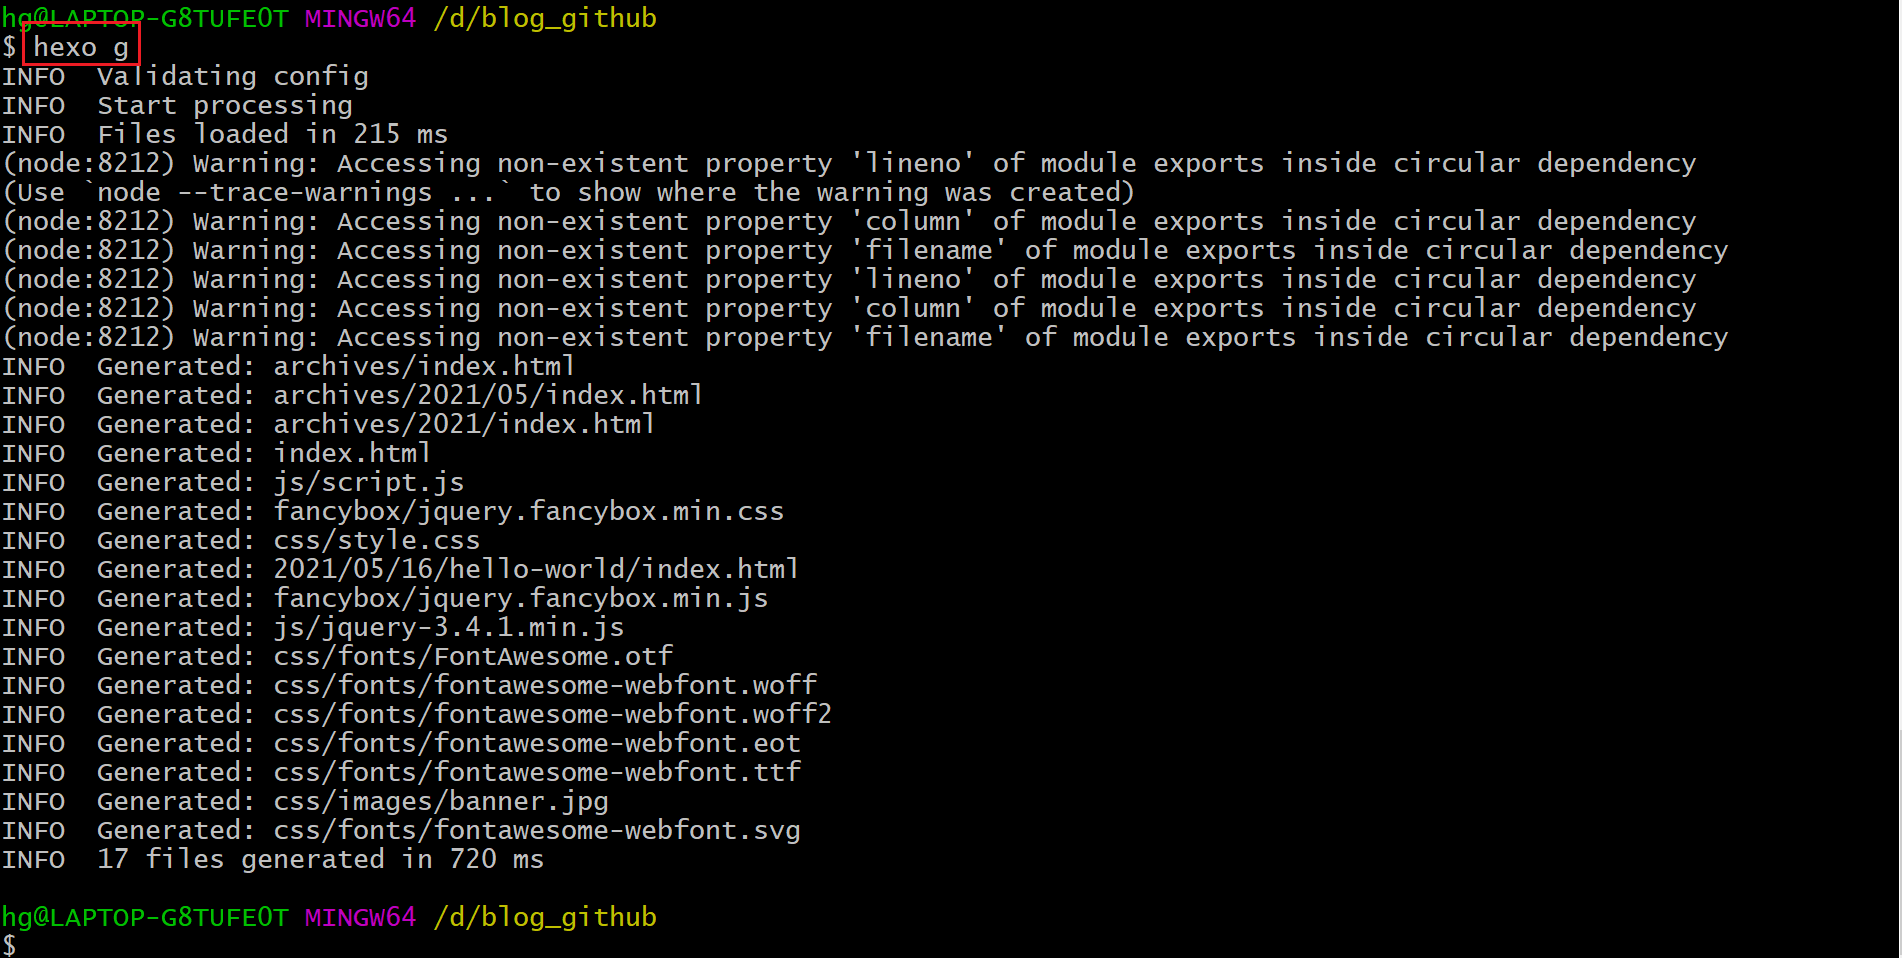 hg@LAPTOP-G8TUFE0T MINGW64 /d/blog_github
$ hexo g
INFO  Validating config
INFO  Start processing
INFO  Files loaded in 215 ms
(node:8212) Warning: Accessing non-existent property 'lineno' of module exports inside circular dependency
(Use `node --trace-warnings ...` to show where the warning was created)
(node:8212) Warning: Accessing non-existent property 'column' of module exports inside circular dependency
(node:8212) Warning: Accessing non-existent property 'filename' of module exports inside circular dependency
(node:8212) Warning: Accessing non-existent property 'lineno' of module exports inside circular dependency
(node:8212) Warning: Accessing non-existent property 'column' of module exports inside circular dependency
(node:8212) Warning: Accessing non-existent property 'filename' of module exports inside circular dependency
INFO  Generated: archives/index.html
INFO  Generated: archives/2021/05/index.html
INFO  Generated: archives/2021/index.html
INFO  Generated: index.html
INFO  Generated: js/script.js
INFO  Generated: fancybox/jquery.fancybox.min.css
INFO  Generated: css/style.css
INFO  Generated: 2021/05/16/hello-world/index.html
INFO  Generated: fancybox/jquery.fancybox.min.js
INFO  Generated: js/jquery-3.4.1.min.js
INFO  Generated: css/fonts/FontAwesome.otf
INFO  Generated: css/fonts/fontawesome-webfont.woff
INFO  Generated: css/fonts/fontawesome-webfont.woff2
INFO  Generated: css/fonts/fontawesome-webfont.eot
INFO  Generated: css/fonts/fontawesome-webfont.ttf
INFO  Generated: css/images/banner.jpg
INFO  Generated: css/fonts/fontawesome-webfont.svg
INFO  17 files generated in 720 ms
hg@LAPTOP-G8TUFE0T MINGW64 /d/blog_github
$